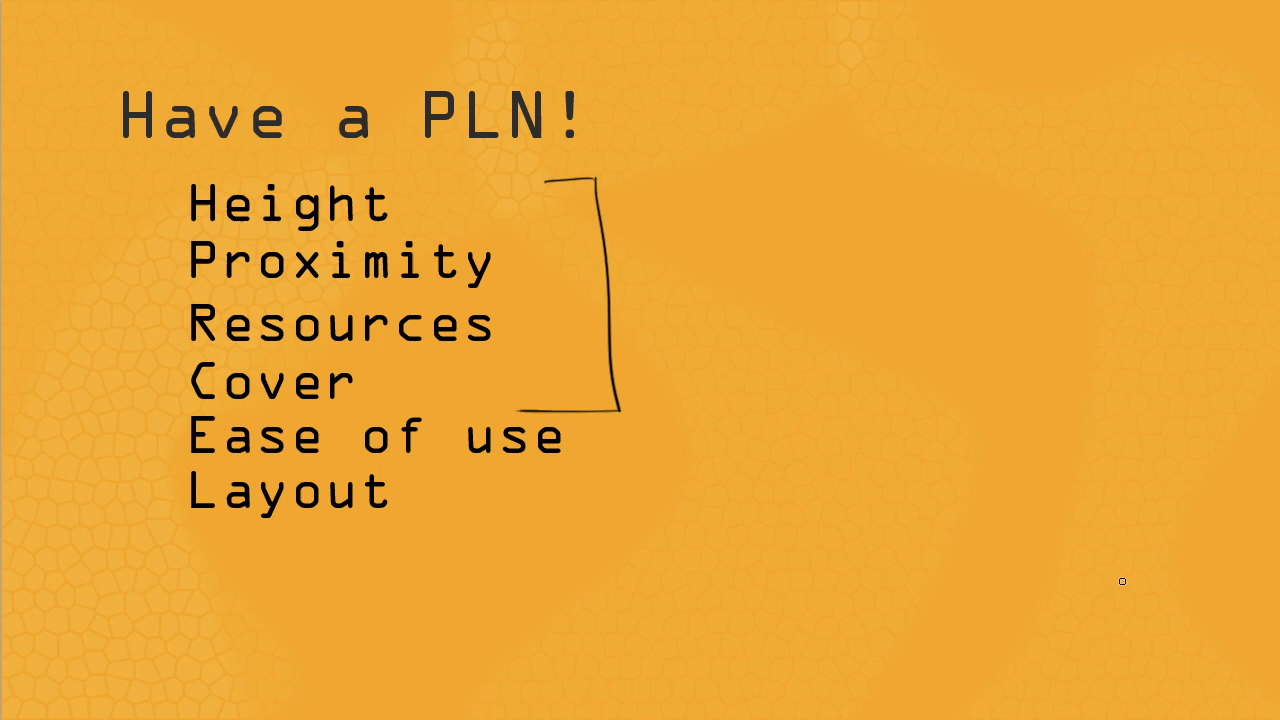 Have a PLN!
Height
Proximity
Resources
Cover
Ease of use
Layout